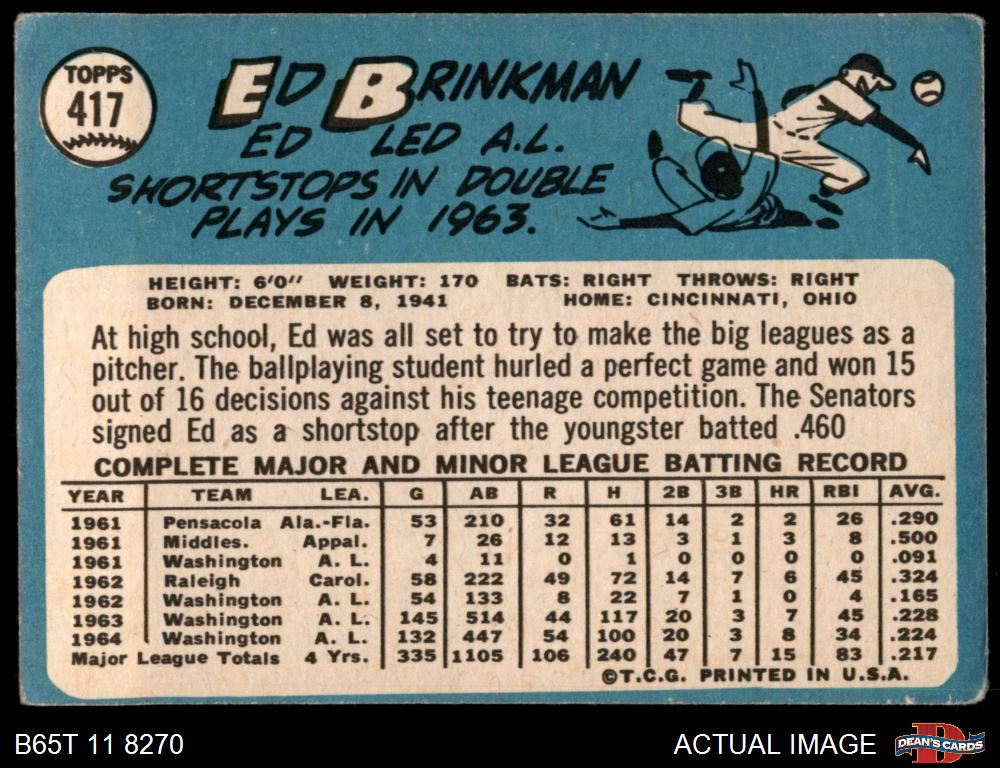 TOPPS
417
ED BRINKMAN
ED LED A.L.
SHORTSTOPS IN DOUBLE
PLAYS IN 1963.
HEIGHT: 6'0" WEIGHT: 170 BATS: RIGHT THROWS: RIGHT
BORN: DECEMBER 8, 1941 HOME: CINCINNATI, OHIO
At high school, Ed was all set to try to make the big leagues as a
pitcher. The ballplaying student hurled a perfect game and won 15
out of 16 decisions against his teenage competition. The Senators
signed Ed as a shortstop after the youngster batted .460
COMPLETE MAJOR AND MINOR LEAGUE BATTING RECORD
YEAR TEAM LEA. G AB R H 2B 3B HR RBI AVG.
1961 Pensacola Ala.-Fla. 53 210 32 61 14 2 2 26 .290
1961 Middles. Appal. 7 26 12 13 3 1 3 8 .500
1961 Washington A. L. 4 11 0 1 0 0 0 0 .091
1962 Raleigh Carol. 58 222 49 72 14 7 6 45 .324
1962 Washington A. L. 54 133 8 22 7 1 0 4 .165
1963 Washington A. L. 145 514 44 117 20 3 7 45 .228
1964 Washington A. L. 132 447 54 100 20 3 8 34 .224
Major League Totals 4 Yrs. 335 1105 106 240 47 7 15 83 .217
©T.C.G. PRINTED IN U.S.A.
B65T 11 8270 ACTUAL IMAGE D DEAN'S CARDS